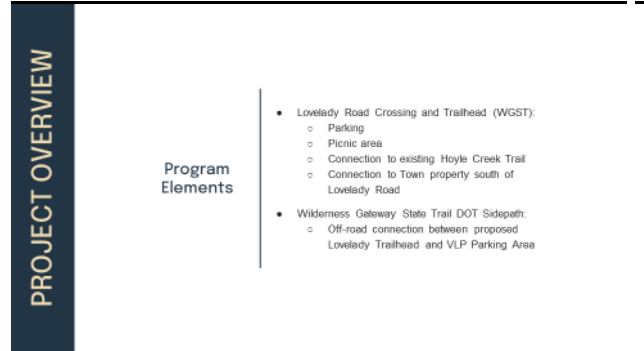 PROJECT OVERVIEW
Program
Elements
● Lovelady Road Crossing and Trailhead (WGST):
○ Parking
○ Picnic area
○ Connection to existing Hoyle Creek Trail
○ Connection to Town property south of
Lovelady Road
● Wilderness Gateway State Trail DOT Sidepath:
○ Off-road connection between proposed
Lovelady Trailhead and VLP Parking Area